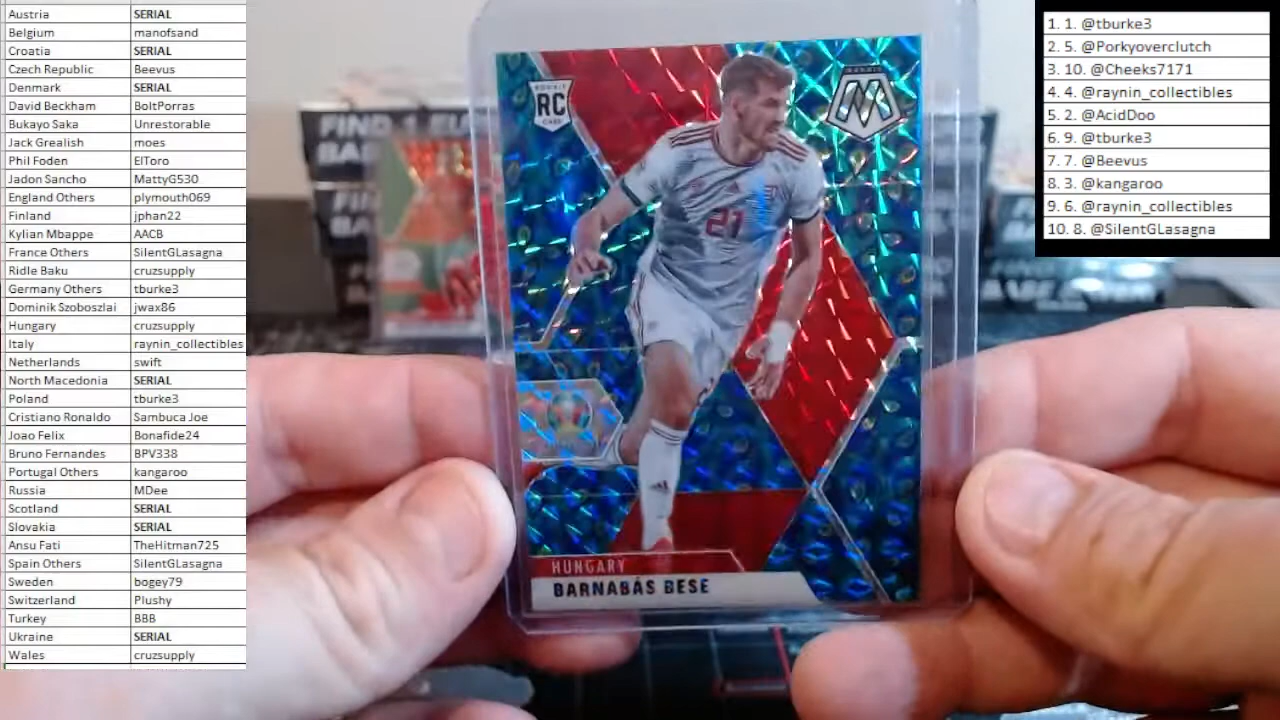 Austria SERIAL
Belgium manofsand
Croatia SERIAL
Czech Republic Beevus
Denmark SERIAL
David Beckham BoltPorras
Bukayo Saka Unrestorable
Jack Grealish moes
Phil Foden ElToro
Jadon Sancho MattyG530
England Others plymouth069
Finland jphan22
Kylian Mbappe AACB
France Others SilentGLasagna
Ridle Baku cruzsupply
Germany Others tburke3
Dominik Szoboszlai jwax86
Hungary cruzsupply
Italy raynin_collectibles
Netherlands swift
North Macedonia SERIAL
Poland tburke3
Cristiano Ronaldo Sambuca Joe
Joao Felix Bonafide24
Bruno Fernandes BPV338
Portugal Others kangaroo
Russia MDee
Scotland SERIAL
Slovakia SERIAL
Ansu Fati TheHitman725
Spain Others SilentGLasagna
Sweden bogey79
Switzerland Plushy
Turkey BBB
Ukraine SERIAL
Wales cruzsupply
RC
MOSAIC
21
HUNGARY
BARNABÁS BESE
1. 1. @tburke3
2. 5. @Porkyoverclutch
3. 10. @Cheeks7171
4. 4. @raynin_collectibles
5. 2. @AcidDoo
6. 9. @tburke3
7. 7. @Beevus
8. 3. @kangaroo
9. 6. @raynin_collectibles
10. 8. @SilentGLasagna